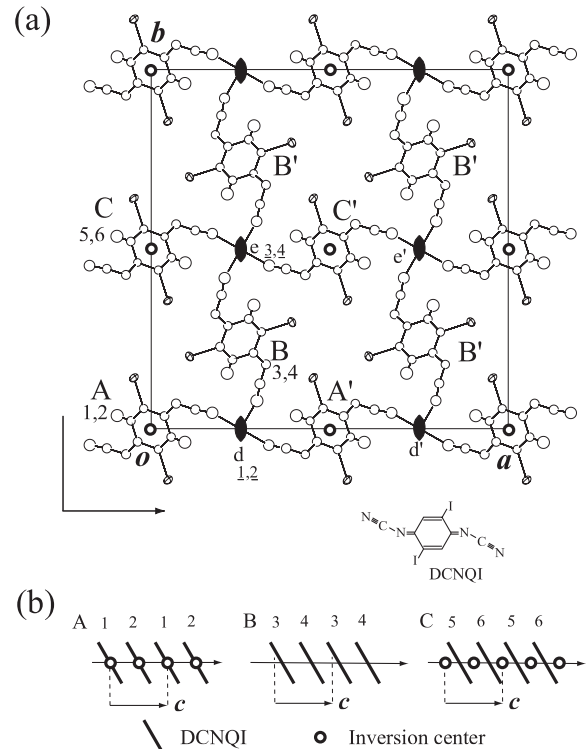 (a)
b
B'
B'
C
C'
5,6
e
3,4
e'
B
B'
3,4
A
A'
1,2
o
d
d'
a
1,2
N
C
N
I
I
N
C
N
DCNQI
(b)
A
1
2
1
2
B
3
4
3
4
C
5
6
5
6
c
c
c
DCNQI
Inversion center